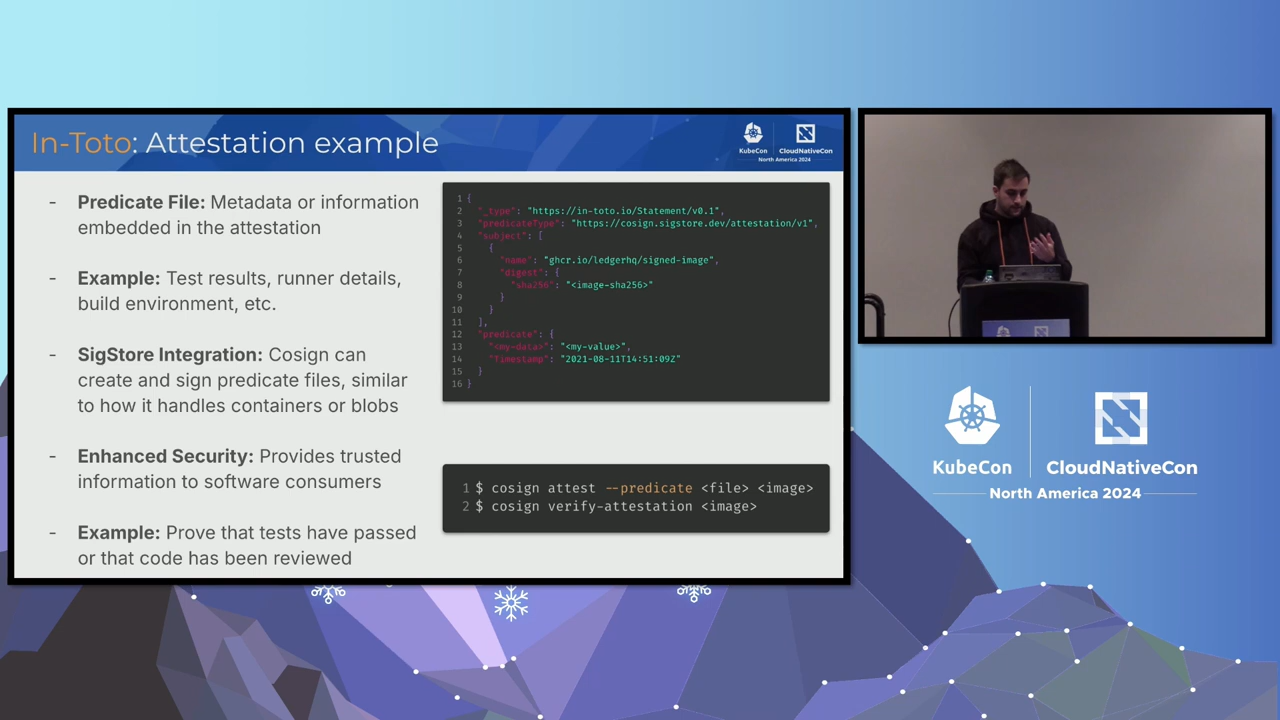 In-Toto: Attestation example
KubeCon
CloudNativeCon
North America 2024
- Predicate File: Metadata or information
embedded in the attestation
- Example: Test results, runner details,
build environment, etc.
- SigStore Integration: Cosign can
create and sign predicate files, similar
to how it handles containers or blobs
- Enhanced Security: Provides trusted
information to software consumers
- Example: Prove that tests have passed
or that code has been reviewed
1 {
2 "_type": "https://in-toto.io/Statement/v0.1",
3 "predicateType": "https://cosign.sigstore.dev/attestation/v1",
4 "subject": [
5 {
6 "name": "ghcr.io/ledgerhq/signed-image",
7 "digest": {
8 "sha256": "<image-sha256>"
9 }
10 }
11 ],
12 "predicate": {
13 "<my-data>": "<my-value>",
14 "Timestamp": "2021-08-11T14:51:09Z"
15 }
16 }
1 $ cosign attest --predicate <file> <image>
2 $ cosign verify-attestation <image>
KubeCon
CloudNativeCon
North America 2024